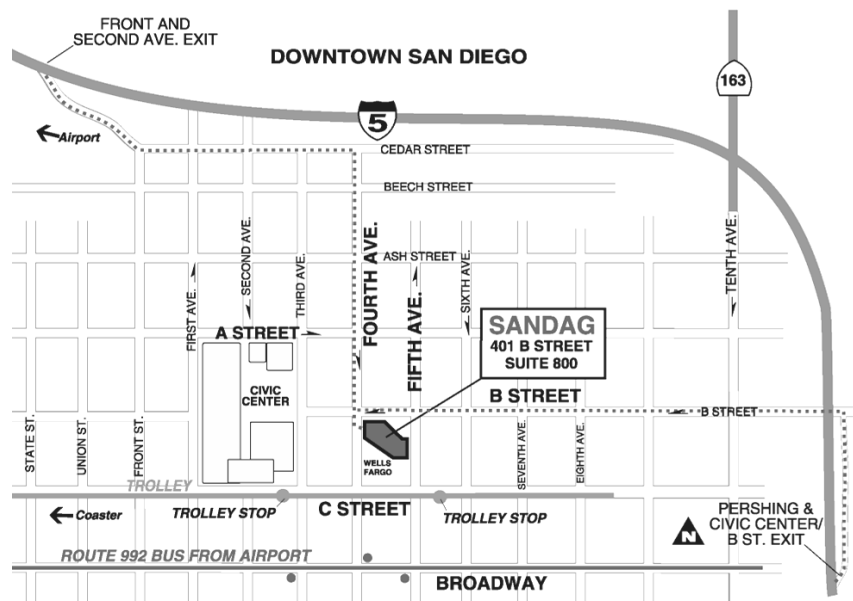 FRONT AND
SECOND AVE. EXIT
DOWNTOWN SAN DIEGO
163
5
Airport
CEDAR STREET
BEECH STREET
ASH STREET
FIRST AVE.
SECOND AVE.
THIRD AVE.
FOURTH AVE.
FIFTH AVE.
SIXTH AVE.
TENTH AVE.
A STREET
SANDAG
401 B STREET
SUITE 800
CIVIC
CENTER
B STREET
B STREET
STATE ST.
UNION ST.
FRONT ST.
SEVENTH AVE.
EIGHTH AVE.
WELLS
FARGO
TROLLEY
Coaster
TROLLEY STOP
C STREET
TROLLEY STOP
N
PERSHING &
CIVIC CENTER/
B ST. EXIT
ROUTE 992 BUS FROM AIRPORT
BROADWAY